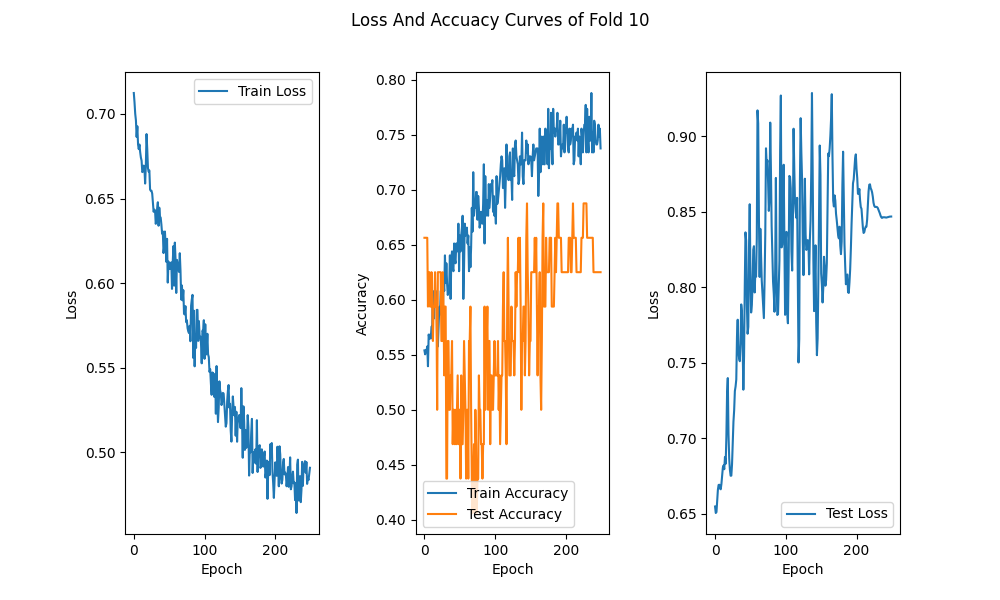 Loss And Accuacy Curves of Fold 10
Train Loss
0.70
0.65
0.60
0.55
0.50
Loss
0 100 200
Epoch
0.80
0.75
0.70
0.65
0.60
0.55
0.50
0.45
0.40
Accuracy
Train Accuracy
Test Accuracy
0 100 200
Epoch
0.90
0.85
0.80
0.75
0.70
0.65
Loss
Test Loss
0 100 200
Epoch